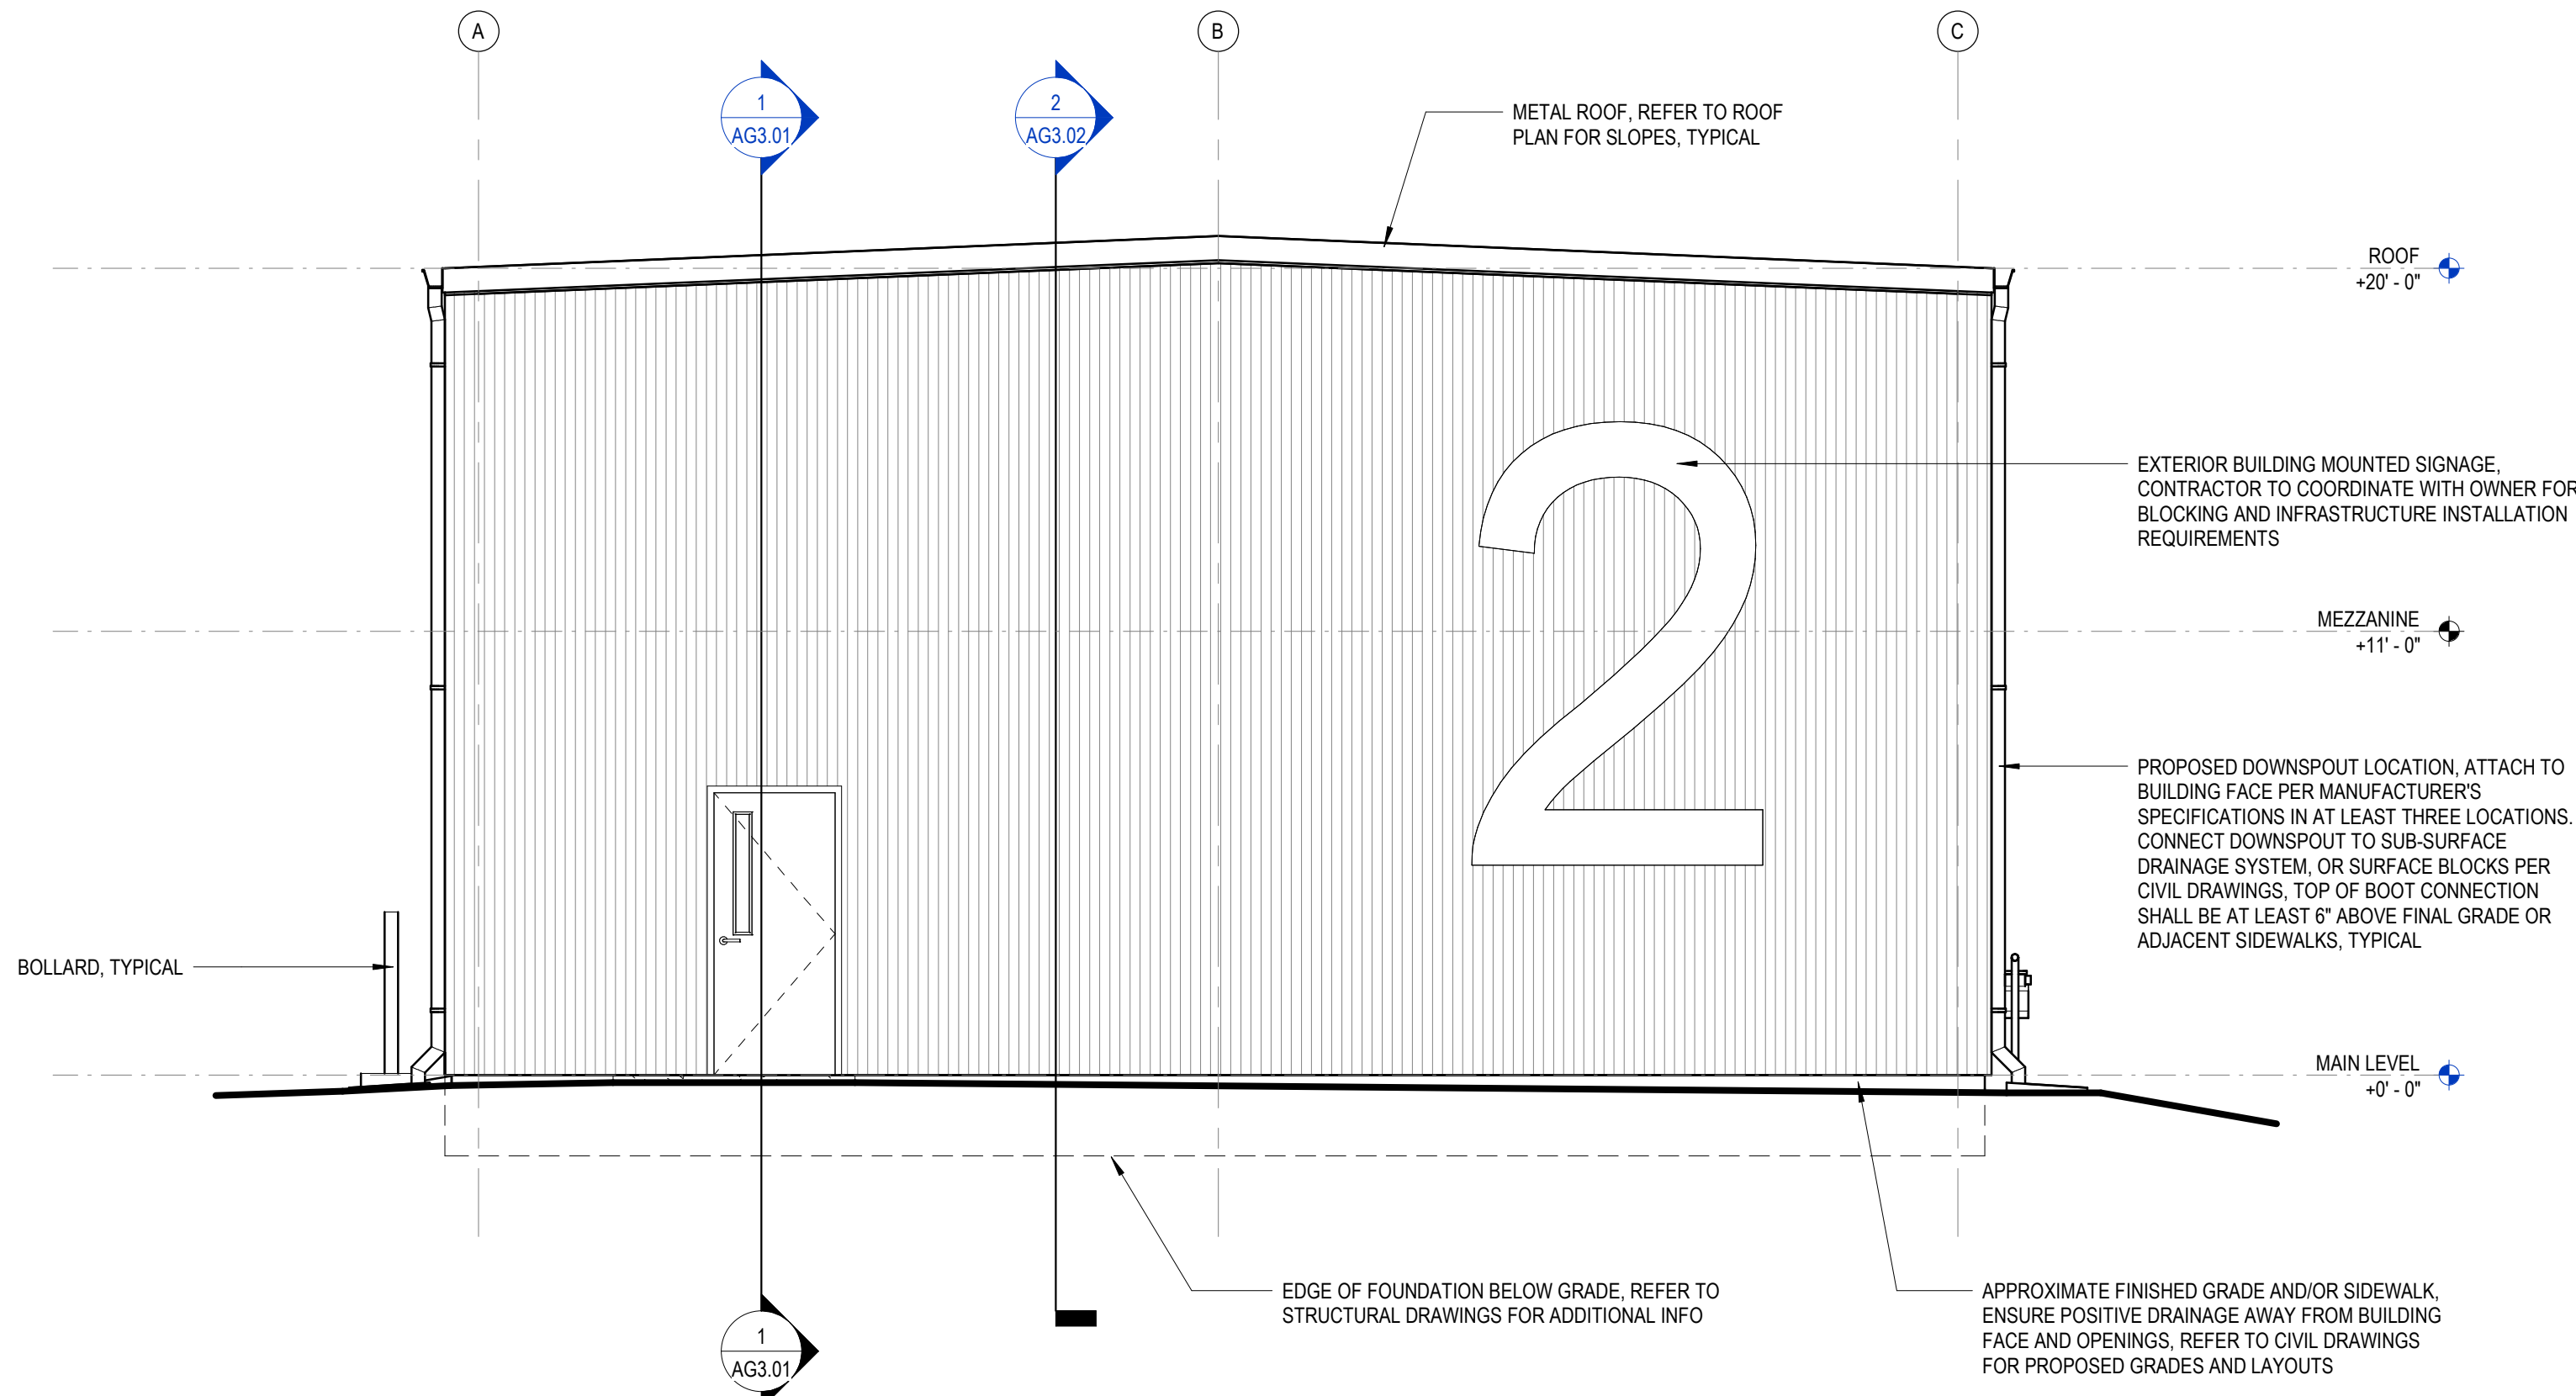 A
B
C
1
AG3.01
2
AG3.02
METAL ROOF, REFER TO ROOF
PLAN FOR SLOPES, TYPICAL
ROOF
+20' - 0"
2
EXTERIOR BUILDING MOUNTED SIGNAGE,
CONTRACTOR TO COORDINATE WITH OWNER FOR
BLOCKING AND INFRASTRUCTURE INSTALLATION
REQUIREMENTS
MEZZANINE
+11' - 0"
PROPOSED DOWNSPOUT LOCATION, ATTACH TO
BUILDING FACE PER MANUFACTURER'S
SPECIFICATIONS IN AT LEAST THREE LOCATIONS.
CONNECT DOWNSPOUT TO SUB-SURFACE
DRAINAGE SYSTEM, OR SURFACE BLOCKS PER
CIVIL DRAWINGS, TOP OF BOOT CONNECTION
SHALL BE AT LEAST 6" ABOVE FINAL GRADE OR
ADJACENT SIDEWALKS, TYPICAL
BOLLARD, TYPICAL
MAIN LEVEL
+0' - 0"
EDGE OF FOUNDATION BELOW GRADE, REFER TO
STRUCTURAL DRAWINGS FOR ADDITIONAL INFO
APPROXIMATE FINISHED GRADE AND/OR SIDEWALK,
ENSURE POSITIVE DRAINAGE AWAY FROM BUILDING
FACE AND OPENINGS, REFER TO CIVIL DRAWINGS
FOR PROPOSED GRADES AND LAYOUTS
1
AG3.01